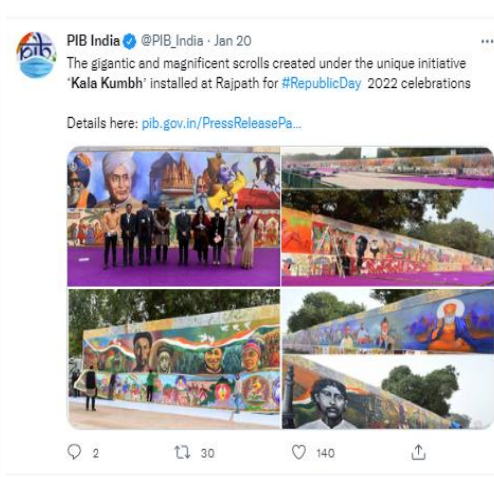 PIB India @PIB_India · Jan 20
The gigantic and magnificent scrolls created under the unique initiative
'Kala Kumbh' installed at Rajpath for #RepublicDay 2022 celebrations
Details here: pib.gov.in/PressReleasePa...
2 30 140